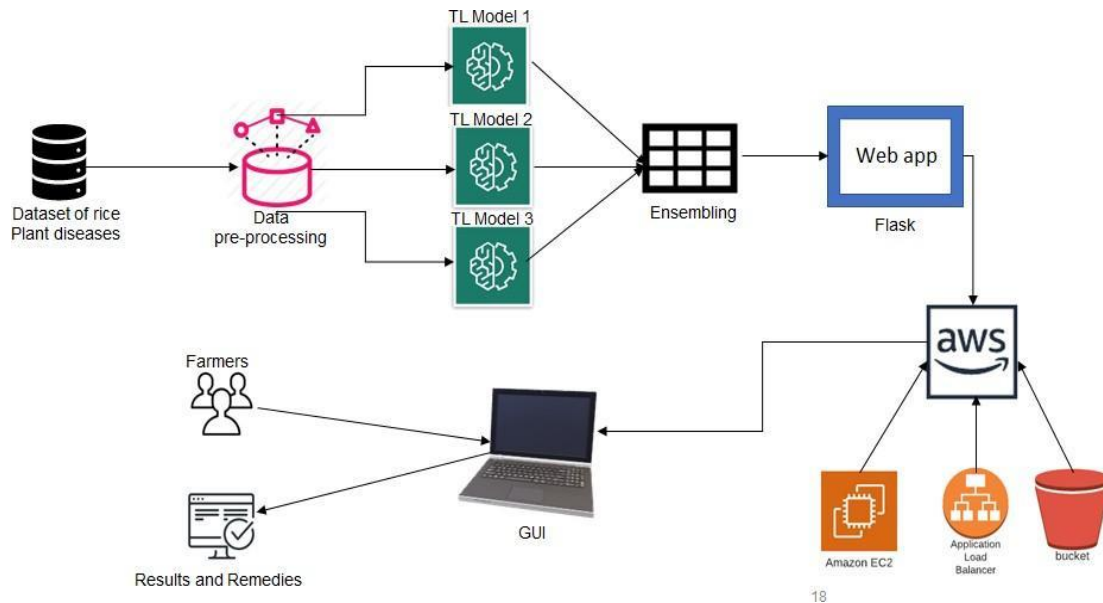 TL Model 1
TL Model 2
TL Model 3
Dataset of rice
Plant diseases
Data
pre-processing
Ensembling
Web app
Flask
aws
Farmers
GUI
Results and Remedies
Amazon EC2
Application
Load
Balancer
bucket
18